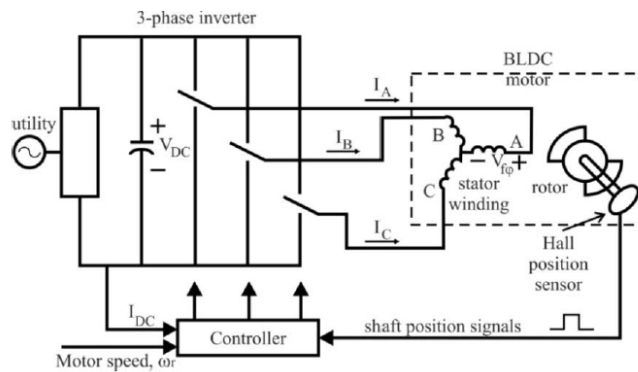 3-phase inverter
BLDC
motor
I_A
utility
+
V_DC
−
I_B
B
A
− V_fφ +
C
stator
winding
rotor
I_C
Hall
position
sensor
I_DC
Controller
shaft position signals
Motor speed, ω_r